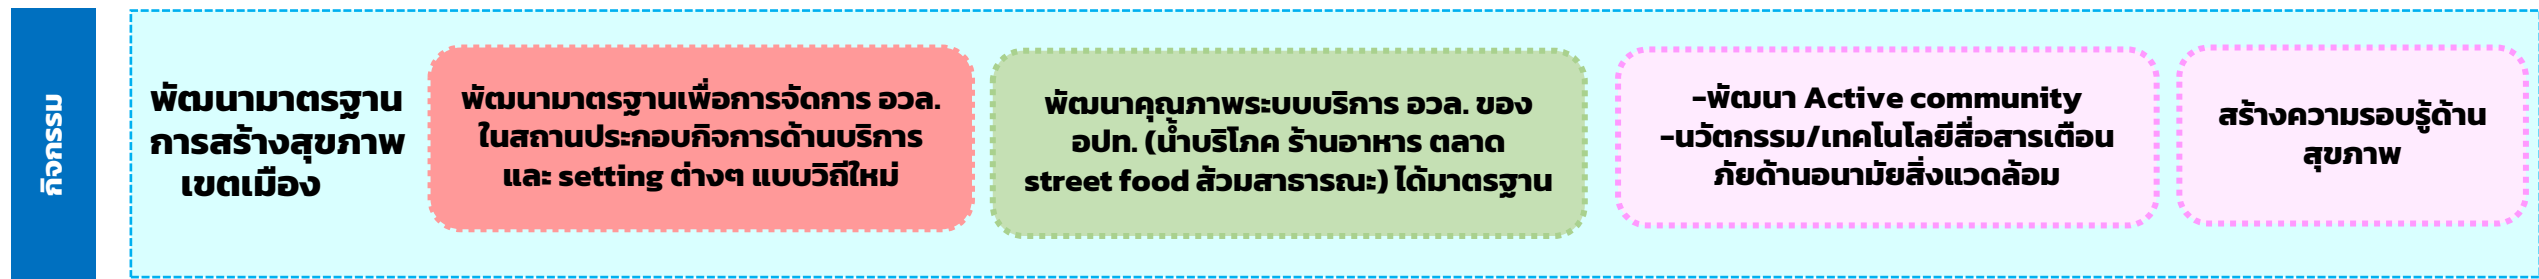 กิจกรรม
พัฒนามาตรฐาน
การสร้างสุขภาพ
เขตเมือง
พัฒนามาตรฐานเพื่อการจัดการ อวล.
ในสถานประกอบกิจการด้านบริการ
และ setting ต่างๆ แบบวิถีใหม่
พัฒนาคุณภาพระบบบริการ อวล. ของ
อปท. (น้ำบริโภค ร้านอาหาร ตลาด
street food ส้วมสาธารณะ) ได้มาตรฐาน
-พัฒนา Active community
-นวัตกรรม/เทคโนโลยีสื่อสารเตือน
ภัยด้านอนามัยสิ่งแวดล้อม
สร้างความรอบรู้ด้าน
สุขภาพ